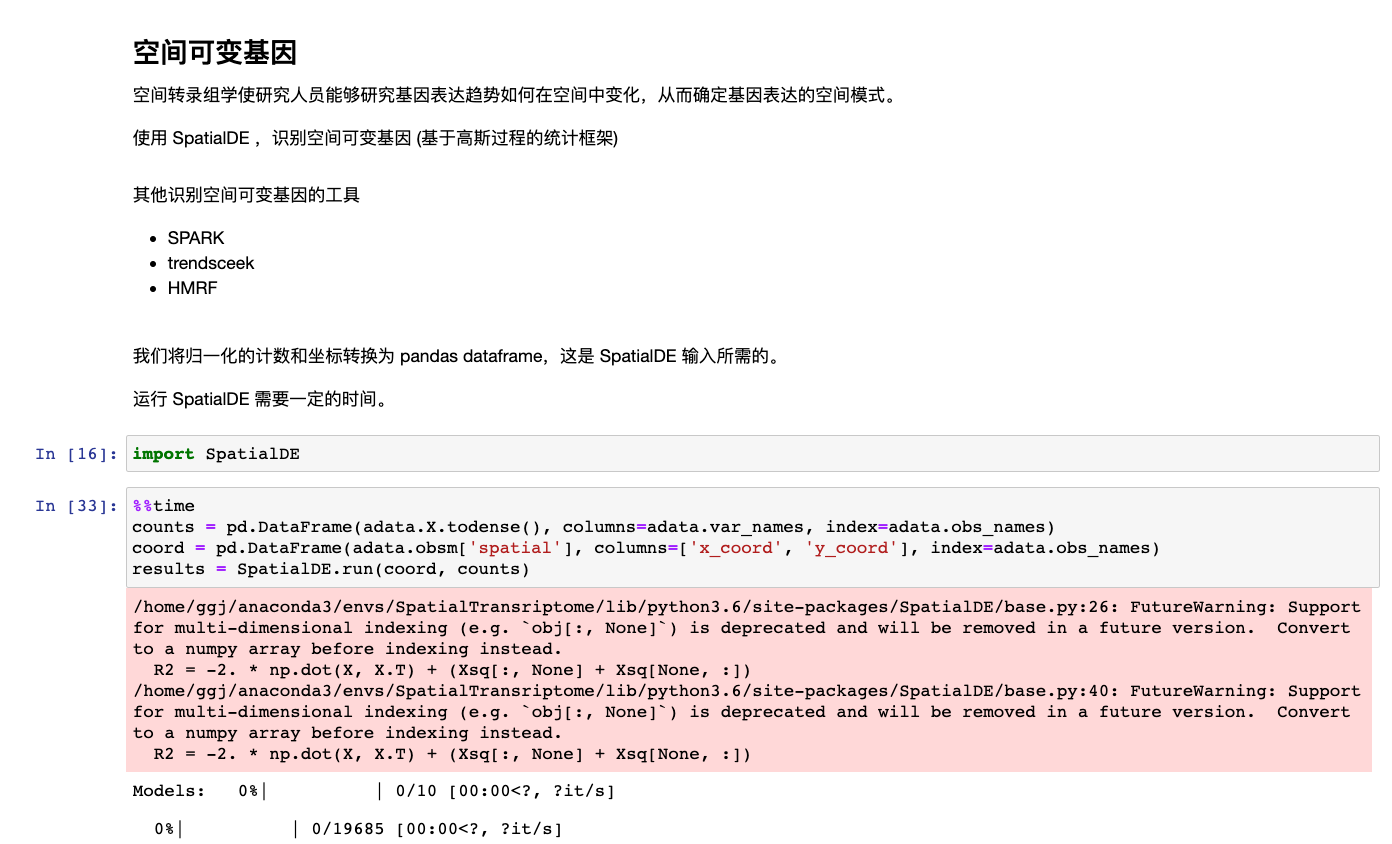 空间可变基因
空间转录组学使研究人员能够研究基因表达趋势如何在空间中变化，从而确定基因表达的空间模式。
使用 SpatialDE ，识别空间可变基因 (基于高斯过程的统计框架)
其他识别空间可变基因的工具
• SPARK
• trendsceek
• HMRF
我们将归一化的计数和坐标转换为 pandas dataframe，这是 SpatialDE 输入所需的。
运行 SpatialDE 需要一定的时间。
In [16]: import SpatialDE
In [33]: %%time
counts = pd.DataFrame(adata.X.todense(), columns=adata.var_names, index=adata.obs_names)
coord = pd.DataFrame(adata.obsm['spatial'], columns=['x_coord', 'y_coord'], index=adata.obs_names)
results = SpatialDE.run(coord, counts)
/home/ggj/anaconda3/envs/SpatialTransriptome/lib/python3.6/site-packages/SpatialDE/base.py:26: FutureWarning: Support
for multi-dimensional indexing (e.g. `obj[:, None]`) is deprecated and will be removed in a future version.  Convert
to a numpy array before indexing instead.
  R2 = -2. * np.dot(X, X.T) + (Xsq[:, None] + Xsq[None, :])
/home/ggj/anaconda3/envs/SpatialTransriptome/lib/python3.6/site-packages/SpatialDE/base.py:40: FutureWarning: Support
for multi-dimensional indexing (e.g. `obj[:, None]`) is deprecated and will be removed in a future version.  Convert
to a numpy array before indexing instead.
  R2 = -2. * np.dot(X, X.T) + (Xsq[:, None] + Xsq[None, :])
Models:   0%|          | 0/10 [00:00<?, ?it/s]
  0%|          | 0/19685 [00:00<?, ?it/s]